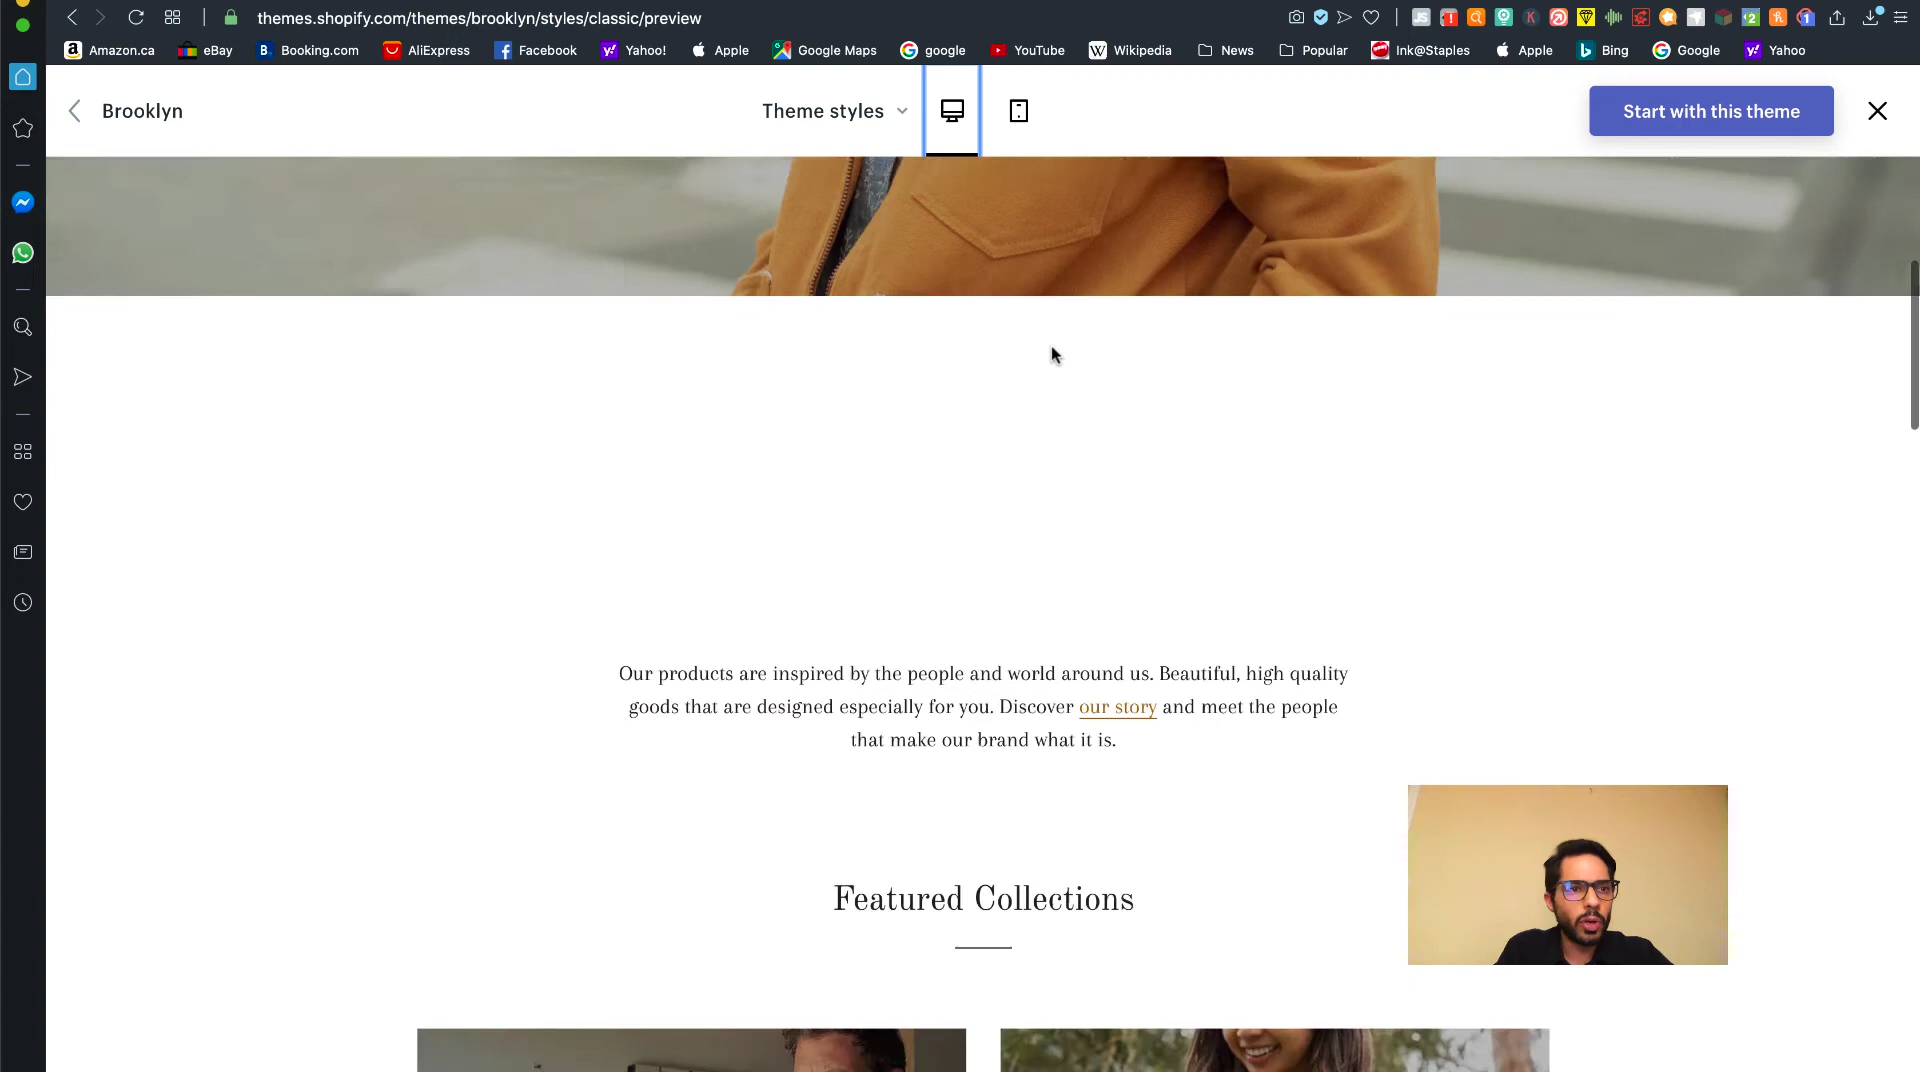 themes.shopify.com/themes/brooklyn/styles/classic/preview
Amazon.ca eBay Booking.com AliExpress Facebook Yahoo! Apple Google Maps google YouTube Wikipedia News Popular Ink@Staples Apple Bing Google Yahoo
Brooklyn Theme styles Start with this theme
Our products are inspired by the people and world around us. Beautiful, high quality
goods that are designed especially for you. Discover our story and meet the people
that make our brand what it is.
Featured Collections